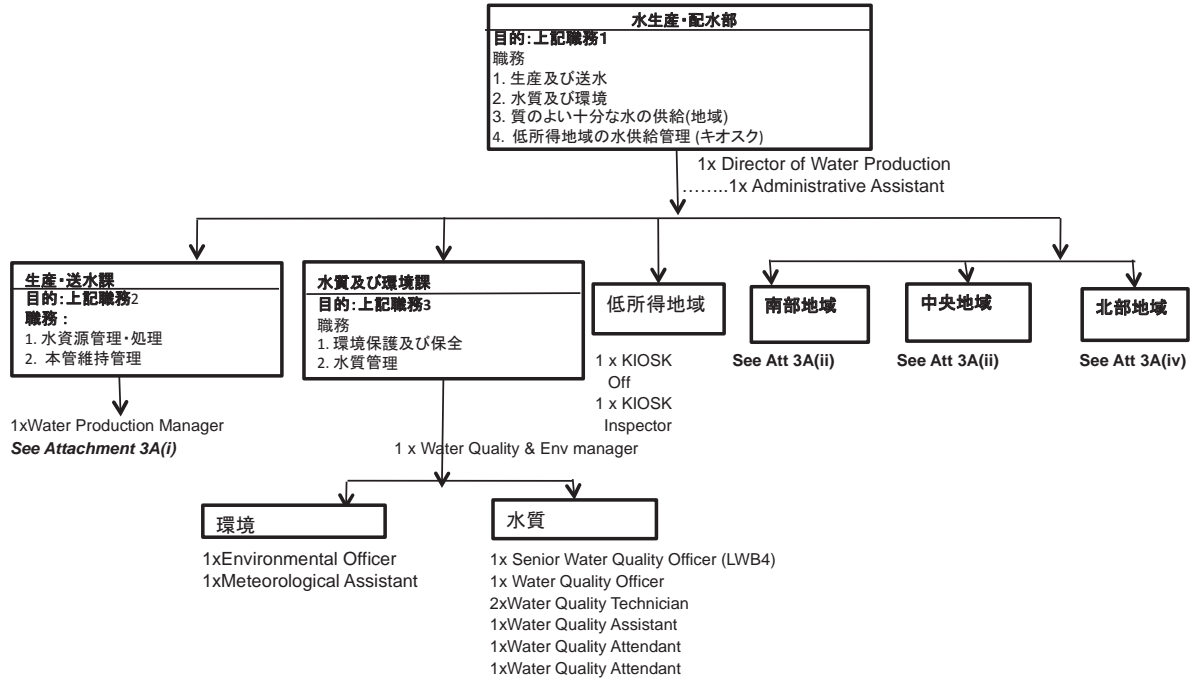 水生産・配水部
目的：上記職務1
職務
1. 生産及び送水
2. 水質及び環境
3. 質のよい十分な水の供給(地域)
4. 低所得地域の水供給管理 (キオスク)
1x Director of Water Production
........1x Administrative Assistant
生産・送水課
目的：上記職務2
職務：
1. 水資源管理・処理
2. 本管維持管理
1xWater Production Manager
See Attachment 3A(i)
水質及び環境課
目的：上記職務3
職務
1. 環境保護及び保全
2. 水質管理
1 x Water Quality & Env manager
低所得地域
1 x KIOSK
Off
1 x KIOSK
Inspector
南部地域
See Att 3A(ii)
中央地域
See Att 3A(ii)
北部地域
See Att 3A(iv)
環境
1xEnvironmental Officer
1xMeteorological Assistant
水質
1x Senior Water Quality Officer (LWB4)
1x Water Quality Officer
2xWater Quality Technician
1xWater Quality Assistant
1xWater Quality Attendant
1xWater Quality Attendant